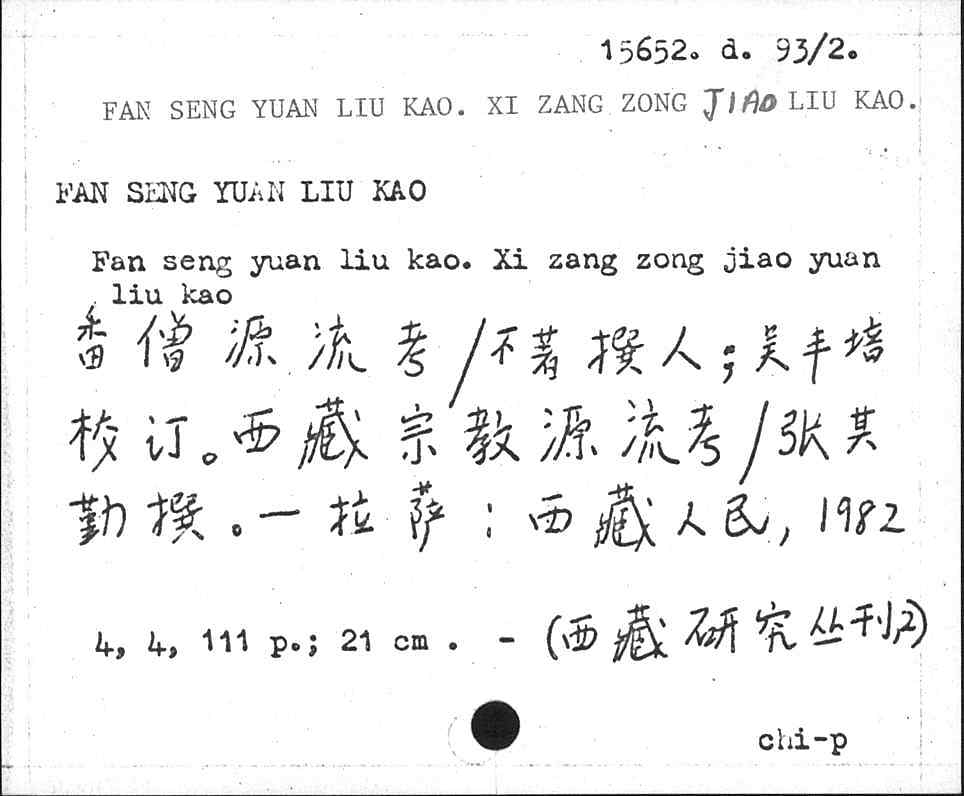 15652. d. 93/2.
FAN SENG YUAN LIU KAO. XI ZANG ZONG JIAO LIU KAO.
FAN SENG YUAN LIU KAO
Fan seng yuan liu kao. Xi zang zong jiao yuan
liu kao
番僧源流考/不著撰人;吴丰培
校订。西藏宗教源流考/张其
勤撰。—拉萨:西藏人民, 1982
4, 4, 111 p.; 21 cm . - (西藏研究丛刊,2)
chi-p